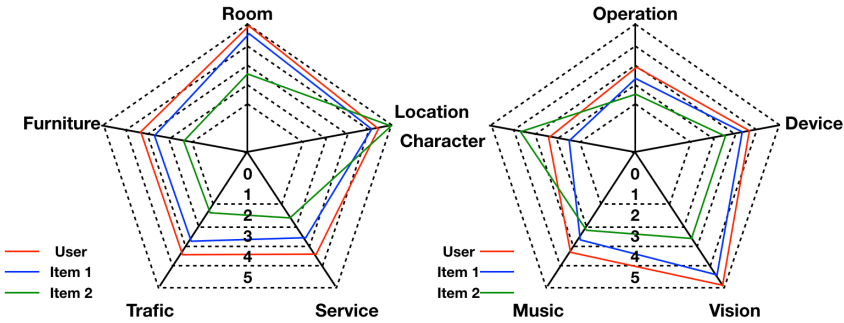 Room
Location
Furniture
Trafic
Service
0
1
2
3
4
5
User
Item 1
Item 2
Operation
Device
Character
Music
Vision
0
1
2
3
4
5
User
Item 1
Item 2